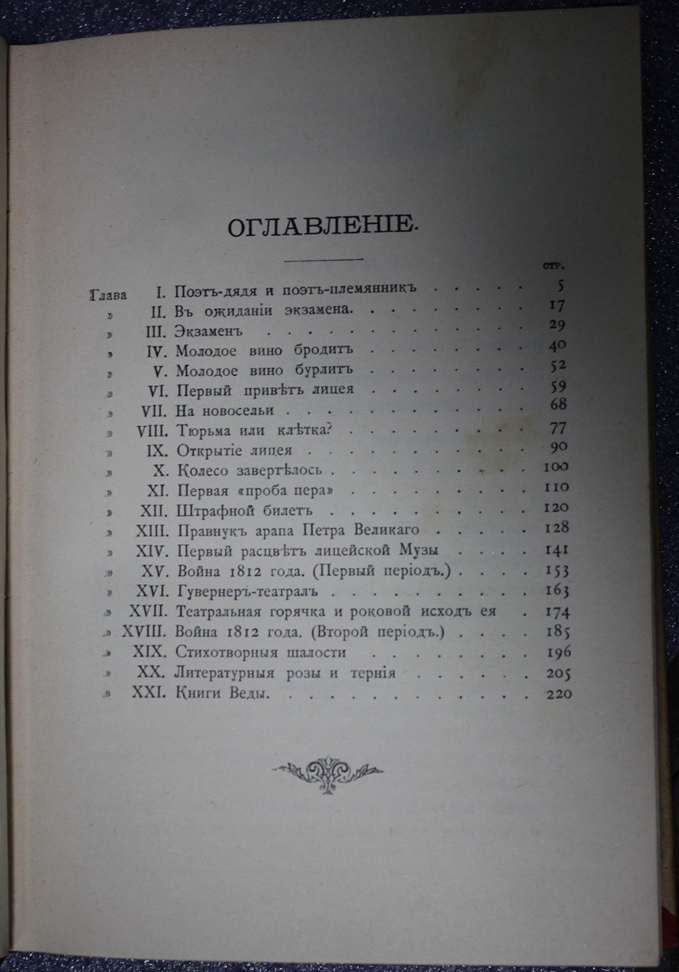 ОГЛАВЛЕНІЕ.
стр.
Глава I. Поэтъ-дядя и поэтъ-племянникъ . . . . . 5
» II. Въ ожиданіи экзамена. . . . . . . . 17
» III. Экзаменъ . . . . . . . . . . . 29
» IV. Молодое вино бродитъ . . . . . . . 40
» V. Молодое вино бурлитъ . . . . . . . 52
» VI. Первый привѣтъ лицея . . . . . . . 59
» VII. На новосельи . . . . . . . . . . 68
» VIII. Тюрьма или клѣтка? . . . . . . . . 77
» IX. Открытіе лицея . . . . . . . . . 90
» X. Колесо завертѣлось . . . . . . . . 100
» XI. Первая «проба пера» . . . . . . . 110
» XII. Штрафной билетъ . . . . . . . . 120
» XIII. Правнукъ арапа Петра Великаго . . . . 128
» XIV. Первый расцвѣтъ лицейской Музы . . . . 141
» XV. Война 1812 года. (Первый періодъ.) . . . . 153
» XVI. Гувернеръ-театралъ . . . . . . . . 163
» XVII. Театральная горячка и роковой исходъ ея . 174
» XVIII. Война 1812 года. (Второй періодъ.) . . . . 185
» XIX. Стихотворныя шалости . . . . . . . 196
» XX. Литературныя розы и тернія . . . . . 205
» XXI. Книги Веды. . . . . . . . . . . 220